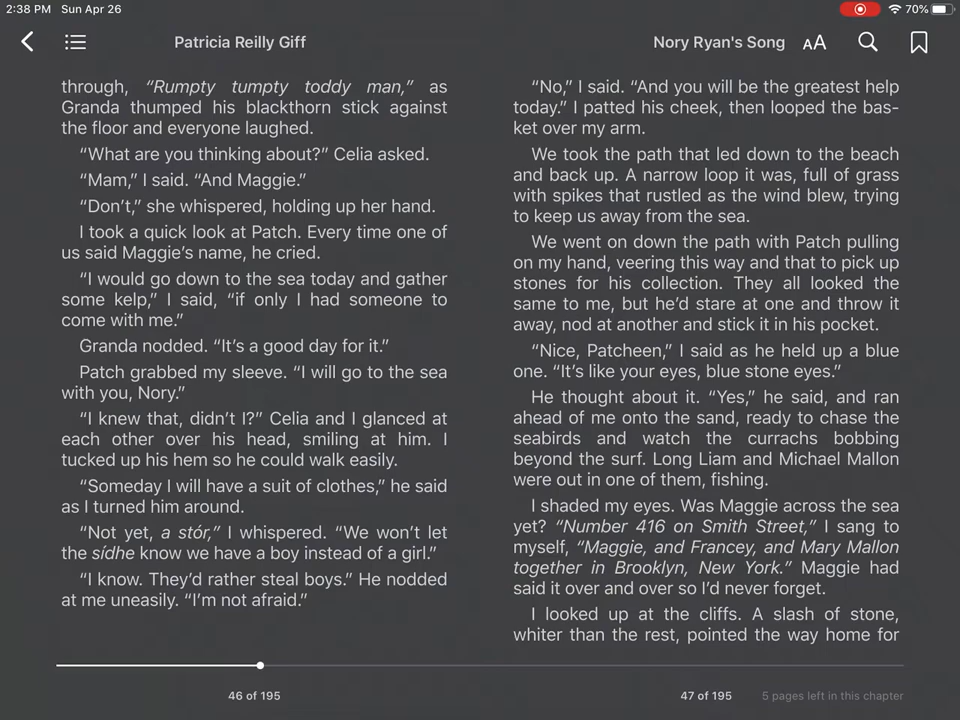 2:38 PM Sun Apr 26
70%
Patricia Reilly Giff
Nory Ryan's Song
AA
through, “Rumpty tumpty toddy man,” as
Granda thumped his blackthorn stick against
the floor and everyone laughed.
“What are you thinking about?” Celia asked.
“Mam,” I said. “And Maggie.”
“Don’t,” she whispered, holding up her hand.
I took a quick look at Patch. Every time one of
us said Maggie’s name, he cried.
“I would go down to the sea today and gather
some kelp,” I said, “if only I had someone to
come with me.”
Granda nodded. “It’s a good day for it.”
Patch grabbed my sleeve. “I will go to the sea
with you, Nory.”
“I knew that, didn’t I?” Celia and I glanced at
each other over his head, smiling at him. I
tucked up his hem so he could walk easily.
“Someday I will have a suit of clothes,” he said
as I turned him around.
“Not yet, a stór,” I whispered. “We won’t let
the sídhe know we have a boy instead of a girl.”
“I know. They’d rather steal boys.” He nodded
at me uneasily. “I’m not afraid.”
“No,” I said. “And you will be the greatest help
today.” I patted his cheek, then looped the bas-
ket over my arm.
We took the path that led down to the beach
and back up. A narrow loop it was, full of grass
with spikes that rustled as the wind blew, trying
to keep us away from the sea.
We went on down the path with Patch pulling
on my hand, veering this way and that to pick up
stones for his collection. They all looked the
same to me, but he’d stare at one and throw it
away, nod at another and stick it in his pocket.
“Nice, Patcheen,” I said as he held up a blue
one. “It’s like your eyes, blue stone eyes.”
He thought about it. “Yes,” he said, and ran
ahead of me onto the sand, ready to chase the
seabirds and watch the currachs bobbing
beyond the surf. Long Liam and Michael Mallon
were out in one of them, fishing.
I shaded my eyes. Was Maggie across the sea
yet? “Number 416 on Smith Street,” I sang to
myself, “Maggie, and Francey, and Mary Mallon
together in Brooklyn, New York.” Maggie had
said it over and over so I’d never forget.
I looked up at the cliffs. A slash of stone,
whiter than the rest, pointed the way home for
46 of 195
47 of 195
5 pages left in this chapter